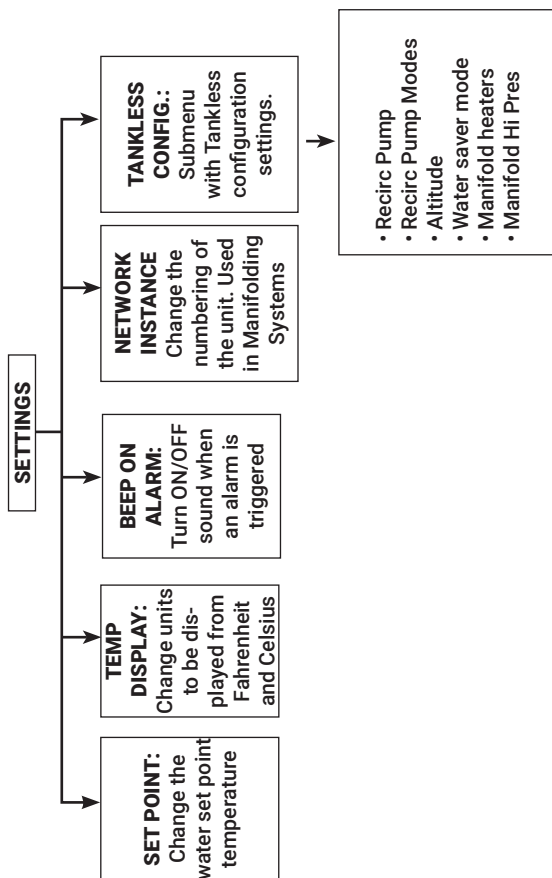 SETTINGS
SET POINT:
Change the
water set point
temperature
TEMP
DISPLAY:
Change units
to be dis-
played from
Fahrenheit
and Celsius
BEEP ON
ALARM:
Turn ON/OFF
sound when
an alarm is
triggered
NETWORK
INSTANCE
Change the
numbering of
the unit. Used
in Manifolding
Systems
TANKLESS
CONFIG.:
Submenu
with Tankless
configuration
settings.
• Recirc Pump
• Recirc Pump Modes
• Altitude
• Water saver mode
• Manifold heaters
• Manifold Hi Pres